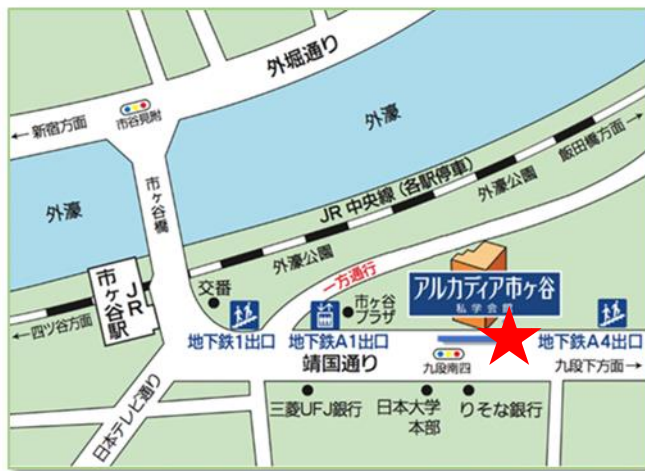 外堀通り
← 新宿方面
市谷見附
外濠
飯田橋方面 →
市ヶ谷橋
JR 中央線 (各駅停車)
外濠公園
外濠
外濠公園
JR
市ヶ谷駅
交番
一方通行
アルカディア市ヶ谷
私学会館
市ヶ谷
プラザ
← 四ツ谷方面
地下鉄1出口
地下鉄A1出口
地下鉄A4出口
靖国通り
九段南四
九段下方面 →
日本テレビ通り
三菱UFJ銀行
日本大学
本部
りそな銀行